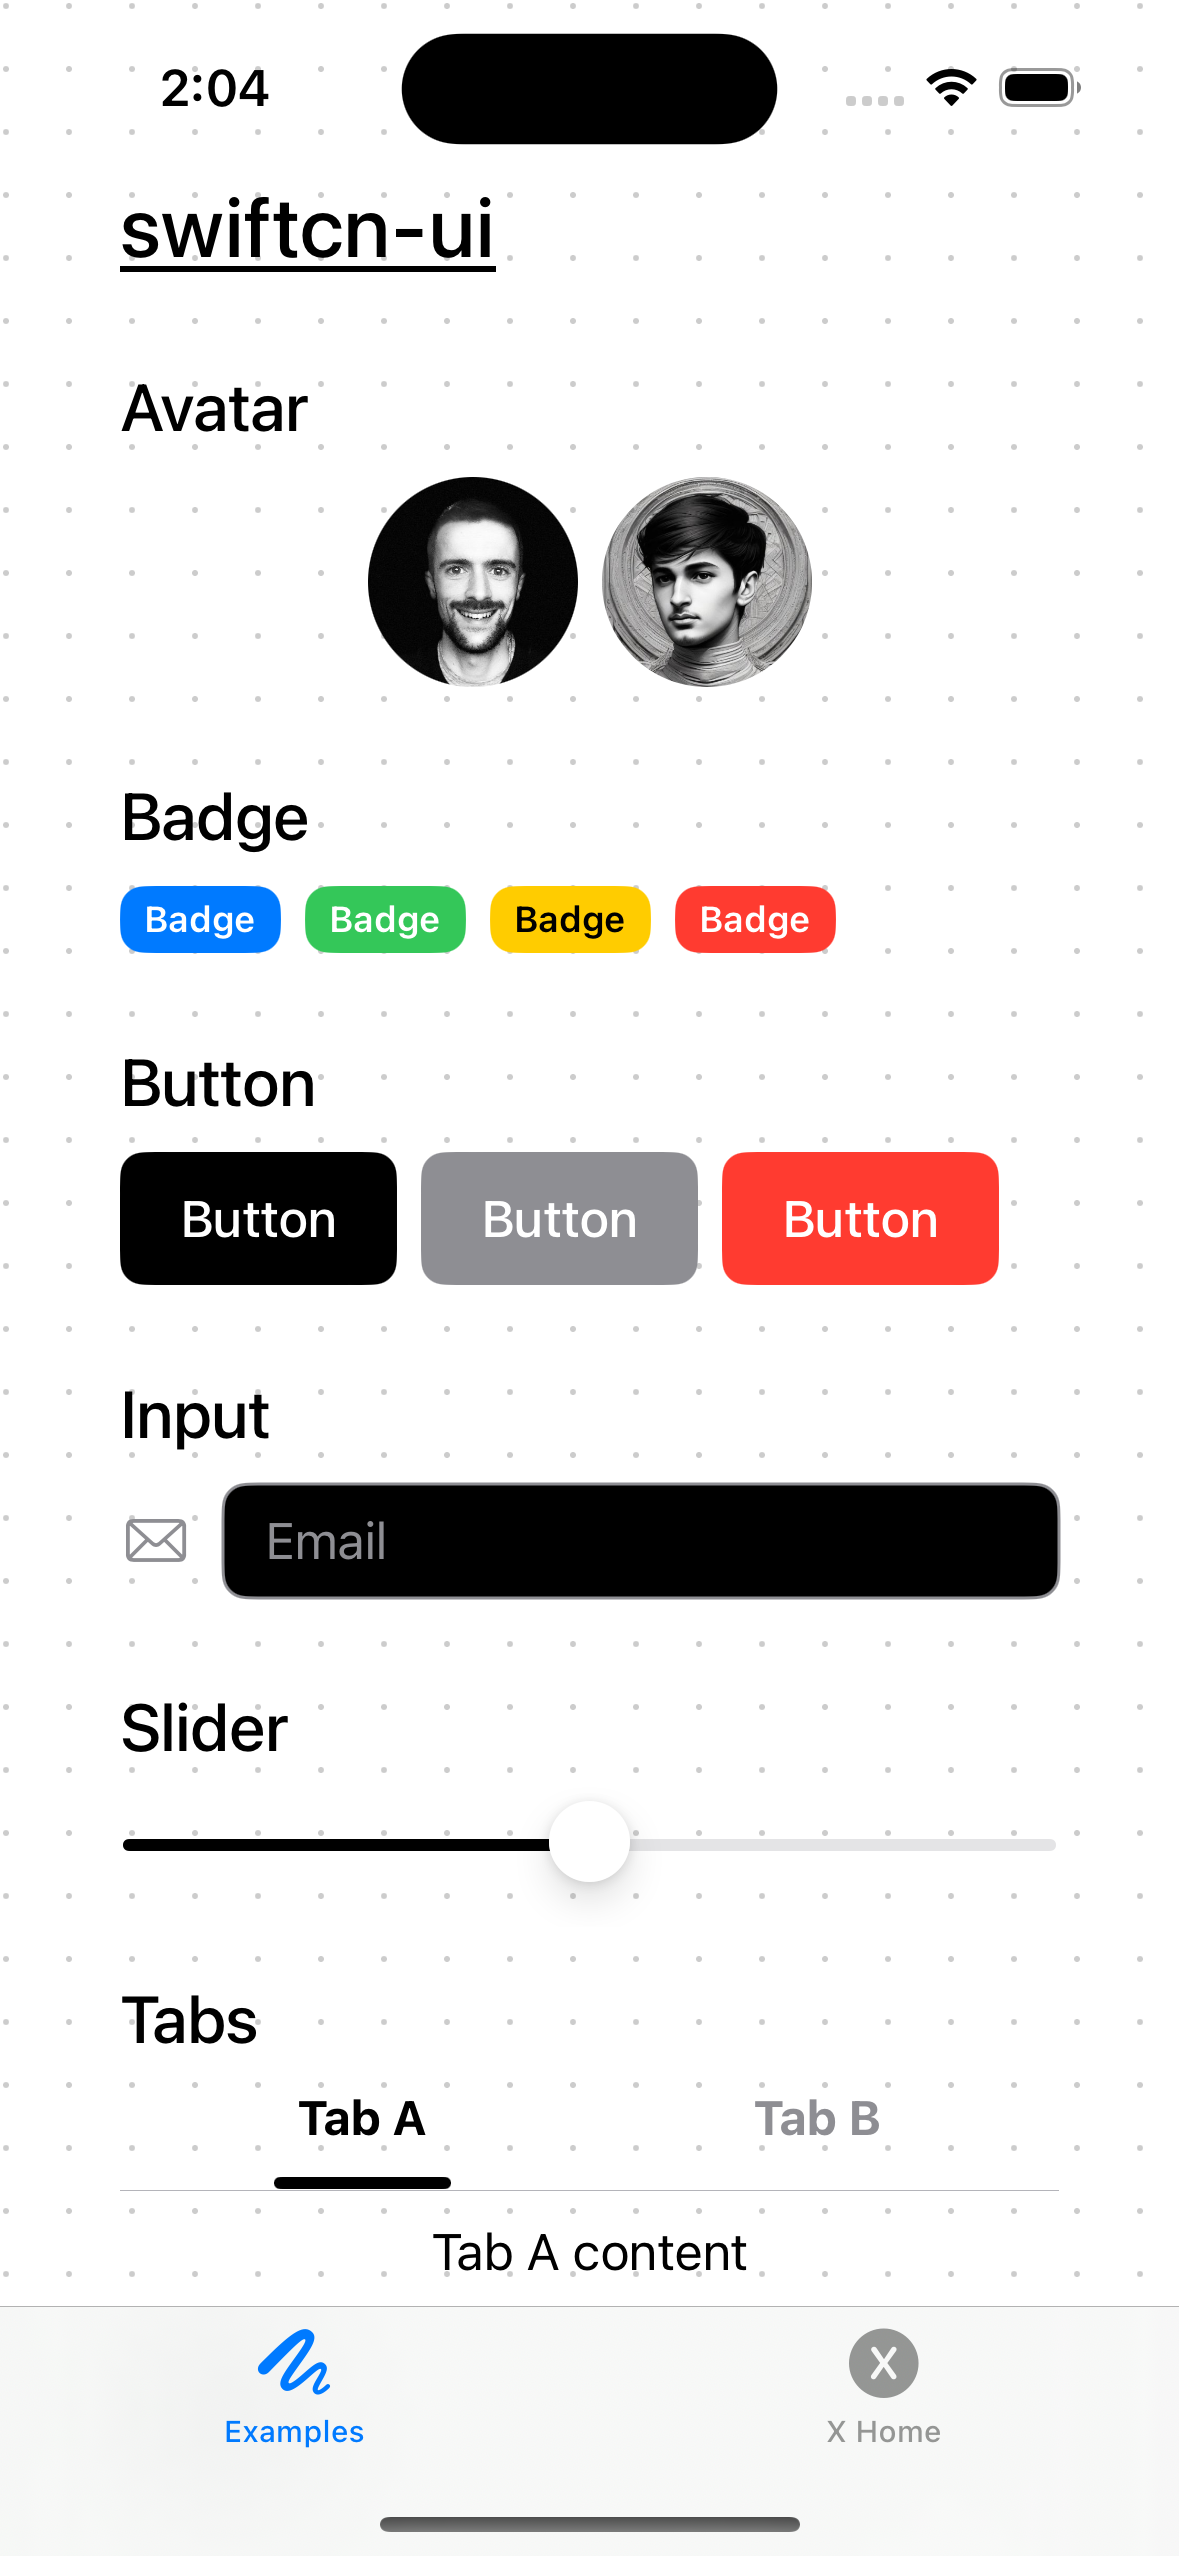 2:04
swiftcn-ui
Avatar
Badge
Badge Badge Badge Badge
Button
Button Button Button
Input
Email
Slider
Tabs
Tab A Tab B
Tab A content
Examples X Home